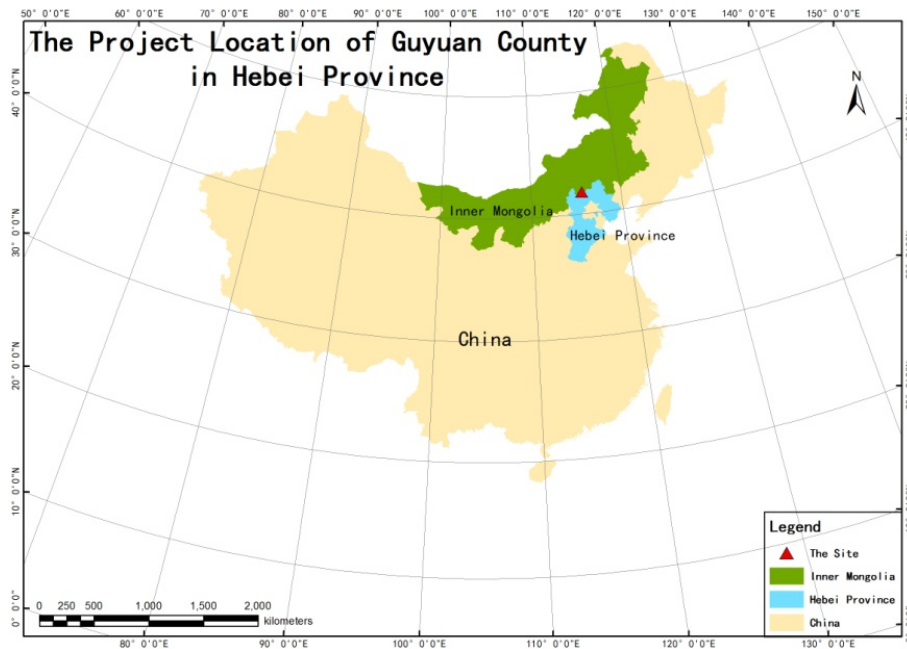 50° 0'0"E
60° 0'0"E
70° 0'0"E
80° 0'0"E
90° 0'0"E
100° 0'0"E
110° 0'0"E
120° 0'0"E
130° 0'0"E
140° 0'0"E
150° 0'0"E
The Project Location of Guyuan County
in Hebei Province
N
40° 0'0"N
30° 0'0"N
20° 0'0"N
10° 0'0"N
0° 0'0"
Inner Mongolia
Hebei Province
China
Legend
The Site
Inner Mongolia
Hebei Province
China
0 250 500 1,000 1,500 2,000
kilometers
80° 0'0"E
90° 0'0"E
100° 0'0"E
110° 0'0"E
120° 0'0"E
130° 0'0"E